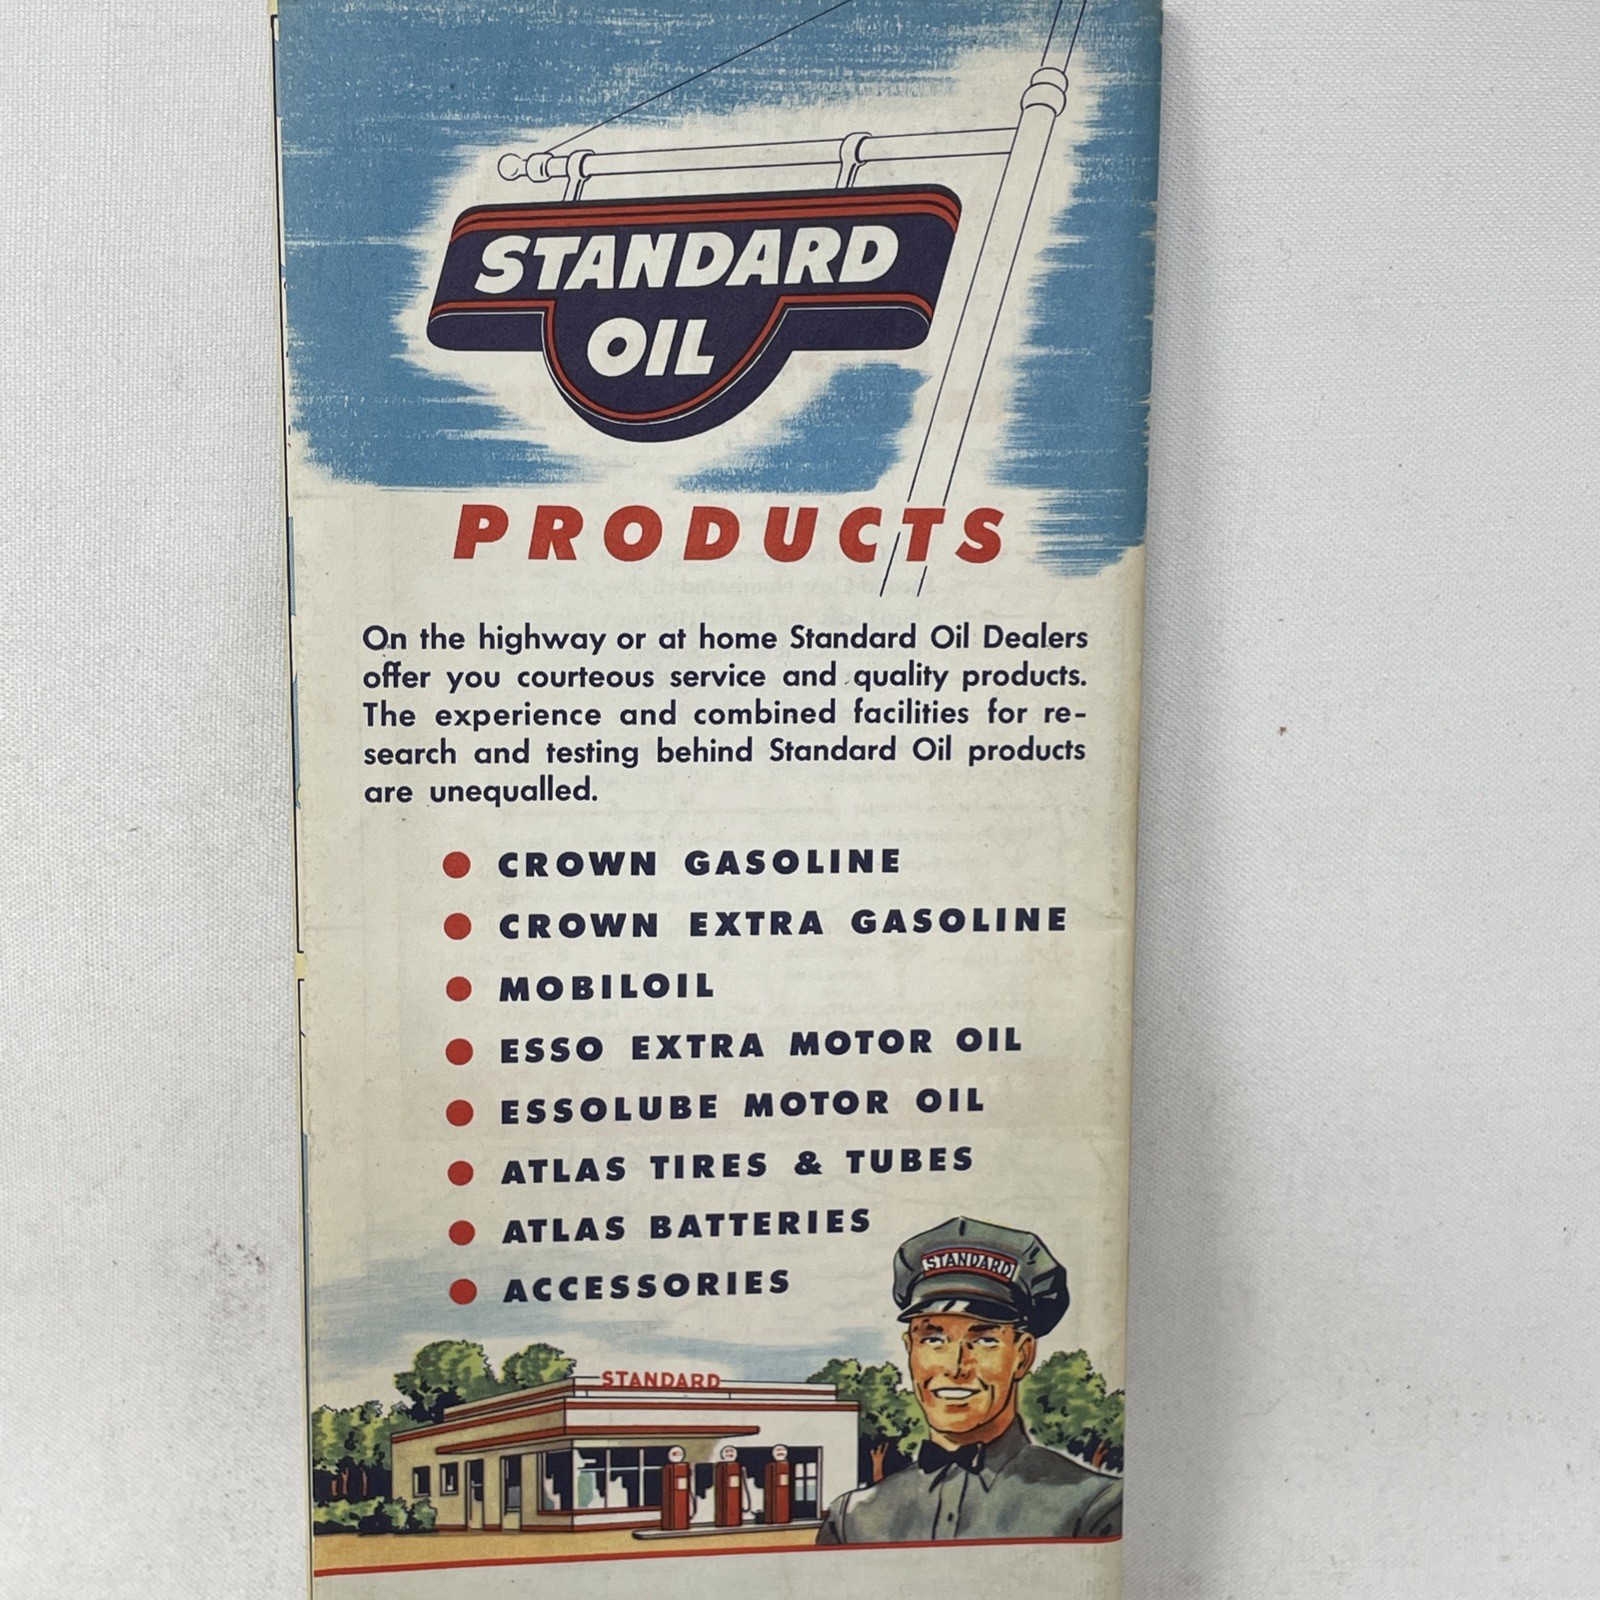 STANDARD
OIL
PRODUCTS
On the highway or at home Standard Oil Dealers
offer you courteous service and quality products.
The experience and combined facilities for re-
search and testing behind Standard Oil products
are unequalled.
CROWN GASOLINE
CROWN EXTRA GASOLINE
MOBILOIL
ESSO EXTRA MOTOR OIL
ESSOLUBE MOTOR OIL
ATLAS TIRES & TUBES
ATLAS BATTERIES
ACCESSORIES
STANDARD
STANDARD